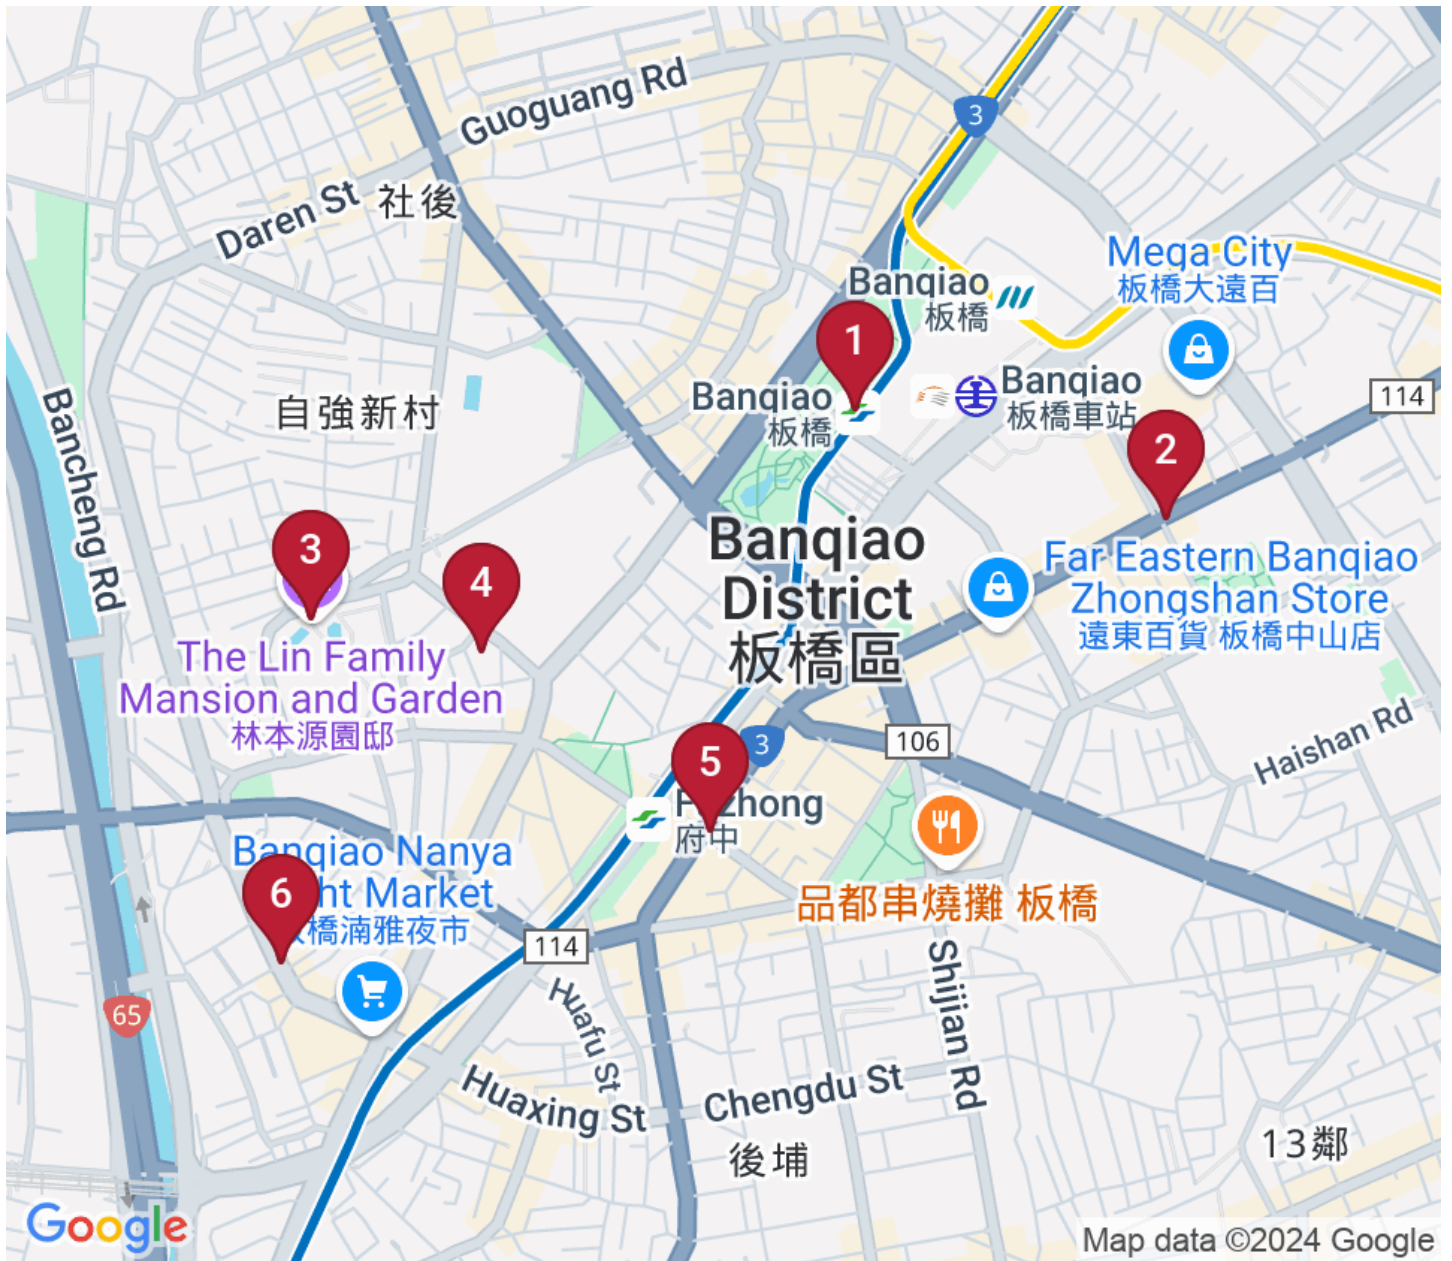 Guoguang Rd
3
Daren St
社後
Mega City
板橋大遠百
Banqiao
板橋
1
Banqiao
板橋
Banqiao
板橋車站
114
自強新村
Bancheng Rd
2
3
4
Banqiao
District
板橋區
Far Eastern Banqiao
Zhongshan Store
遠東百貨 板橋中山店
The Lin Family
Mansion and Garden
林本源園邸
5
3
106
Haishan Rd
府中
Banqiao Nanya
Market
橋湳雅夜市
6
品都串燒攤 板橋
114
65
Huafu St
Shijian Rd
Huaxing St
Chengdu St
後埔
13鄰
Google
Map data ©2024 Google